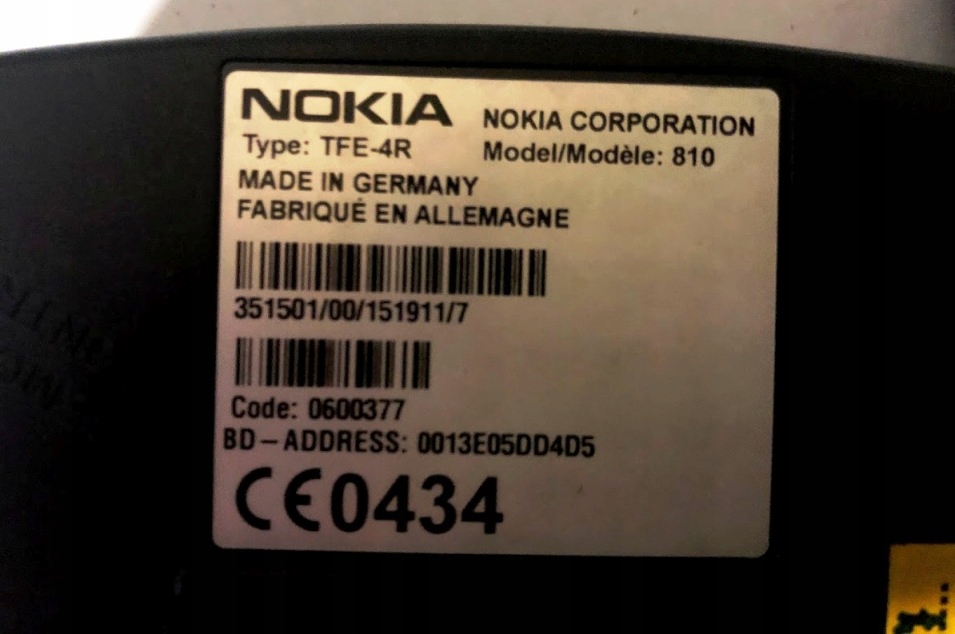 NOKIA NOKIA CORPORATION
Type: TFE-4R Model/Modèle: 810
MADE IN GERMANY
FABRIQUÉ EN ALLEMAGNE
351501/00/151911/7
Code: 0600377
BD-ADDRESS: 0013E05DD4D5
CE0434